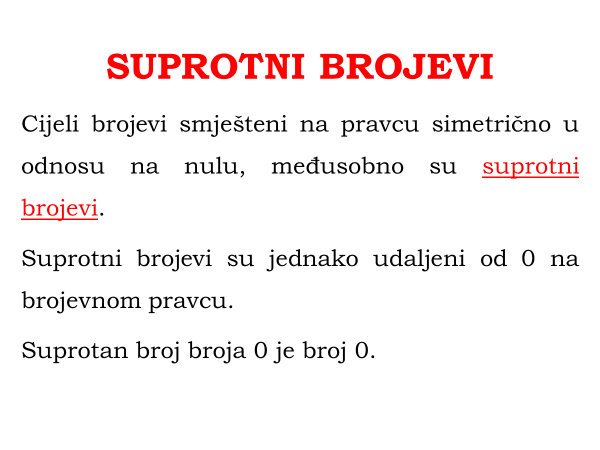 SUPROTNI BROJEVI
Cijeli brojevi smješteni na pravcu simetrično u
odnosu na nulu, međusobno su suprotni
brojevi.
Suprotni brojevi su jednako udaljeni od 0 na
brojevnom pravcu.
Suprotan broj broja 0 je broj 0.